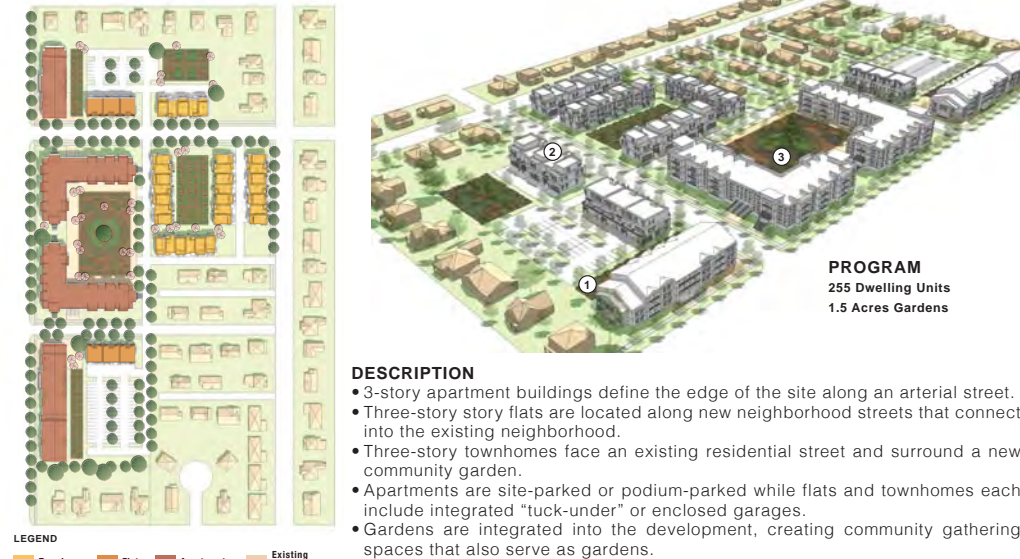 2
3
1
PROGRAM
255 Dwelling Units
1.5 Acres Gardens
DESCRIPTION
• 3-story apartment buildings define the edge of the site along an arterial street.
• Three-story story flats are located along new neighborhood streets that connect
into the existing neighborhood.
• Three-story townhomes face an existing residential street and surround a new
community garden.
• Apartments are site-parked or podium-parked while flats and townhomes each
include integrated “tuck-under” or enclosed garages.
• Gardens are integrated into the development, creating community gathering
spaces that also serve as gardens.
LEGEND
Existing